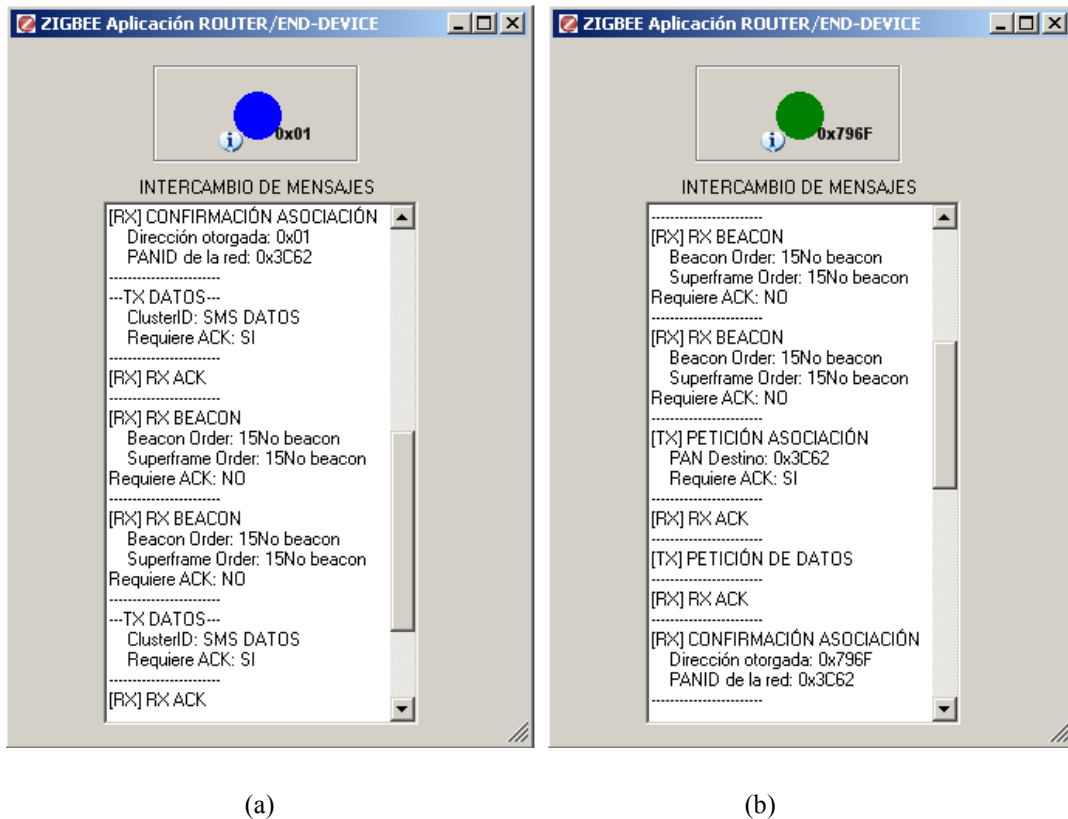 ZIGBEE Aplicación ROUTER/END-DEVICE
0x01
INTERCAMBIO DE MENSAJES
[RX] CONFIRMACIÓN ASOCIACIÓN
Dirección otorgada: 0x01
PANID de la red: 0x3C62
------------------------
---TX DATOS---
ClusterID: SMS DATOS
Requiere ACK: SI
------------------------
[RX] RX ACK
------------------------
[RX] RX BEACON
Beacon Order: 15No beacon
Superframe Order: 15No beacon
Requiere ACK: NO
------------------------
[RX] RX BEACON
Beacon Order: 15No beacon
Superframe Order: 15No beacon
Requiere ACK: NO
------------------------
---TX DATOS---
ClusterID: SMS DATOS
Requiere ACK: SI
------------------------
[RX] RX ACK
(a)
ZIGBEE Aplicación ROUTER/END-DEVICE
0x796F
INTERCAMBIO DE MENSAJES
------------------------
[RX] RX BEACON
Beacon Order: 15No beacon
Superframe Order: 15No beacon
Requiere ACK: NO
------------------------
[RX] RX BEACON
Beacon Order: 15No beacon
Superframe Order: 15No beacon
Requiere ACK: NO
------------------------
[TX] PETICIÓN ASOCIACIÓN
PAN Destino: 0x3C62
Requiere ACK: SI
------------------------
[RX] RX ACK
------------------------
[TX] PETICIÓN DE DATOS
------------------------
[RX] RX ACK
------------------------
[RX] CONFIRMACIÓN ASOCIACIÓN
Dirección otorgada: 0x796F
PANID de la red: 0x3C62
------------------------
(b)